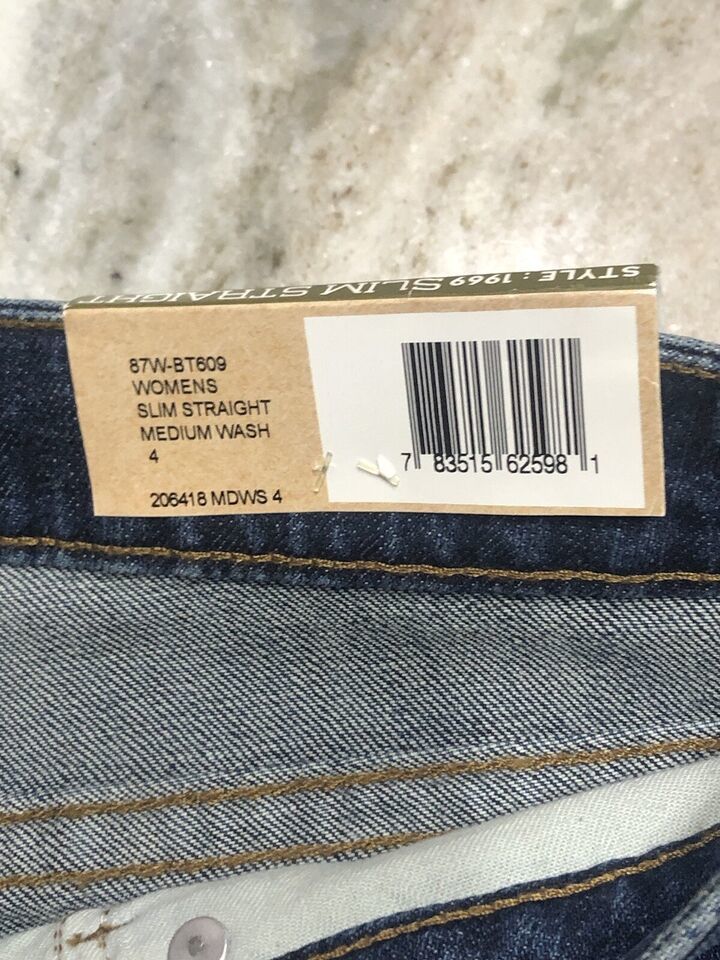 STYLE : 1969 SLIM STRAIGHT
87W-BT609
WOMENS
SLIM STRAIGHT
MEDIUM WASH
4
206418 MDWS 4
7 83515 62598 1